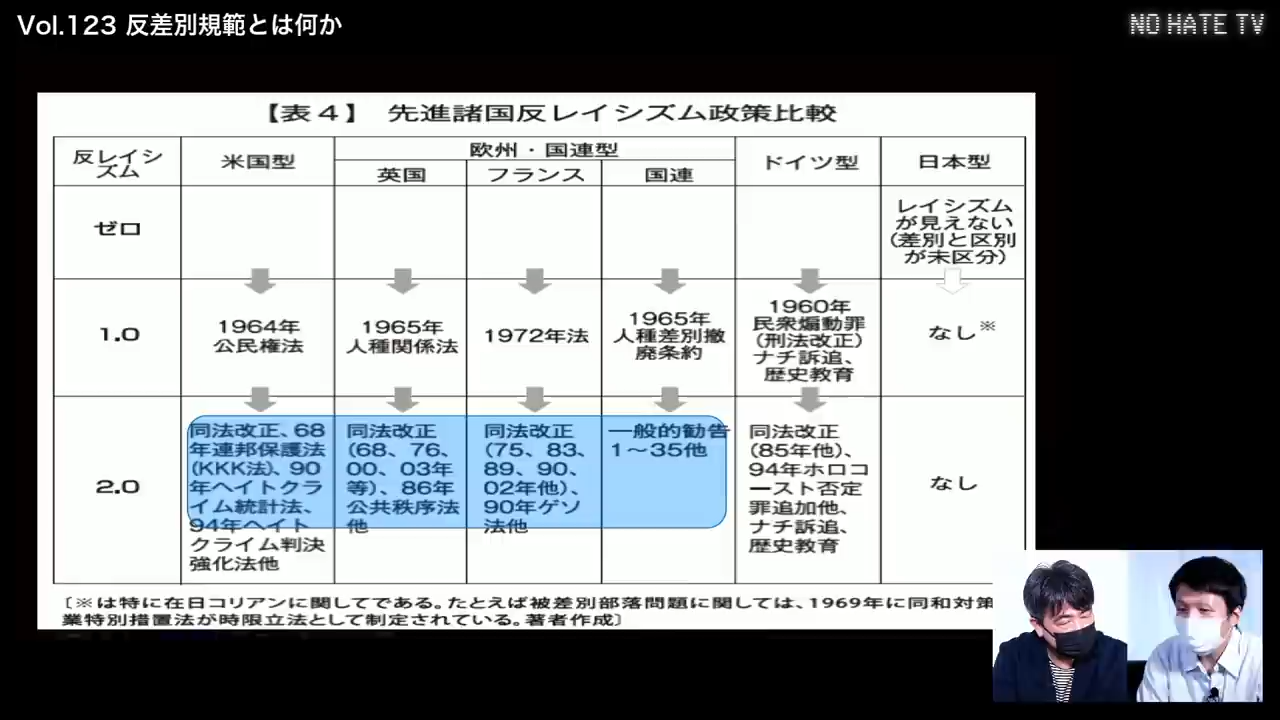 Vol.123 反差別規範とは何か
NO HATE TV
【表４】 先進諸国反レイシズム政策比較
反レイシ
ズム
米国型
欧州・国連型
英国
フランス
国連
ドイツ型
日本型
ゼロ
レイシズム
が見えない
（差別と区別
が未区分）
1.0
1964年
公民権法
1965年
人種関係法
1972年法
1965年
人種差別撤
廃条約
1960年
民衆煽動罪
（刑法改正）
ナチ訴追、
歴史教育
なし※
2.0
同法改正、68
年連邦保護法
(KKK法)、90
年ヘイトクラ
イム統計法、
94年ヘイト
クライム判決
強化法他
同法改正
(68、76、
00、03年
等)、86年
公共秩序法
他
同法改正
(75、83、
89、90、
02年他)、
90年ゲソ
法他
一般的勧告
1～35他
同法改正
(85年他)、
94年ホロコ
ースト否定
罪追加他、
ナチ訴追、
歴史教育
なし
〔※は特に在日コリアンに関してである。たとえば被差別部落問題に関しては、1969年に同和対策
業特別措置法が時限立法として制定されている。著者作成〕